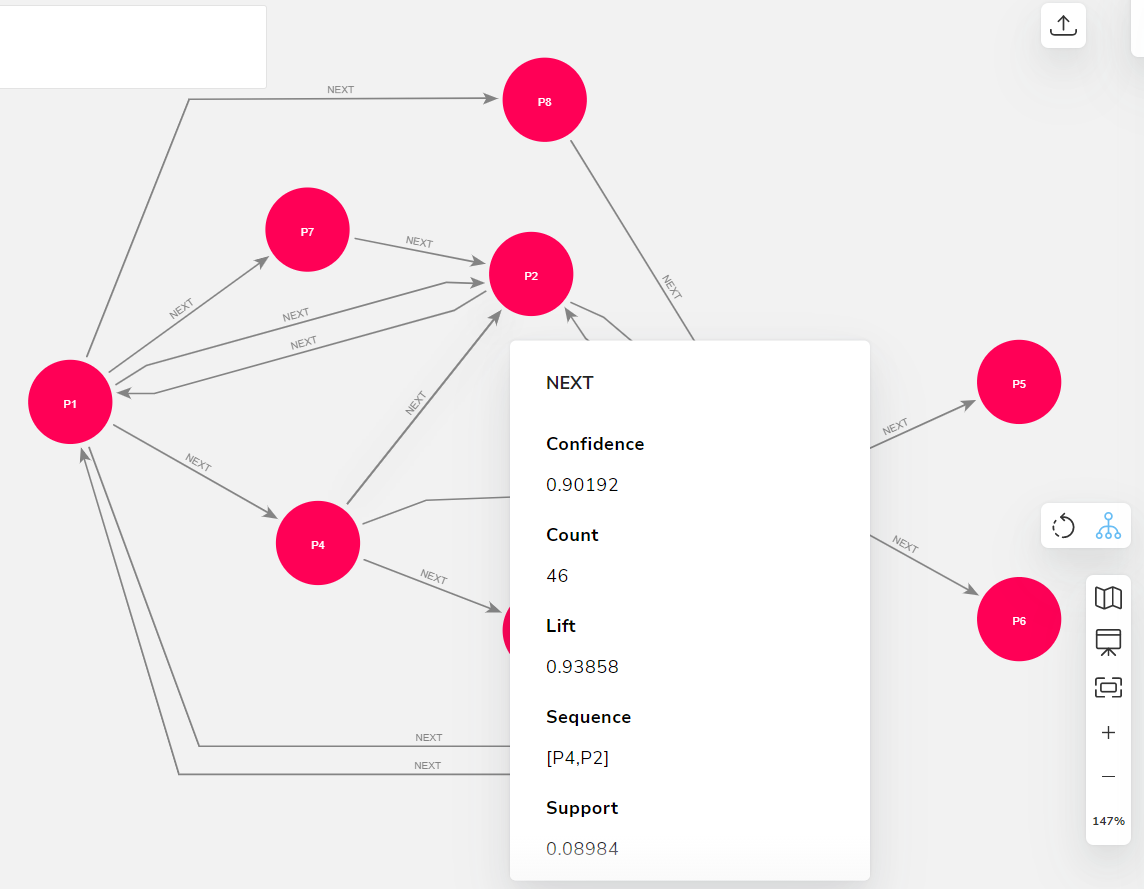 NEXT
P8
P7
NEXT
P2
NEXT
NEXT
NEXT
NEXT
P1
NEXT
NEXT
P4
NEXT
NEXT
NEXT
NEXT
Confidence
0.90192
Count
46
Lift
0.93858
Sequence
[P4,P2]
Support
0.08984
P5
NEXT
NEXT
P6
147%